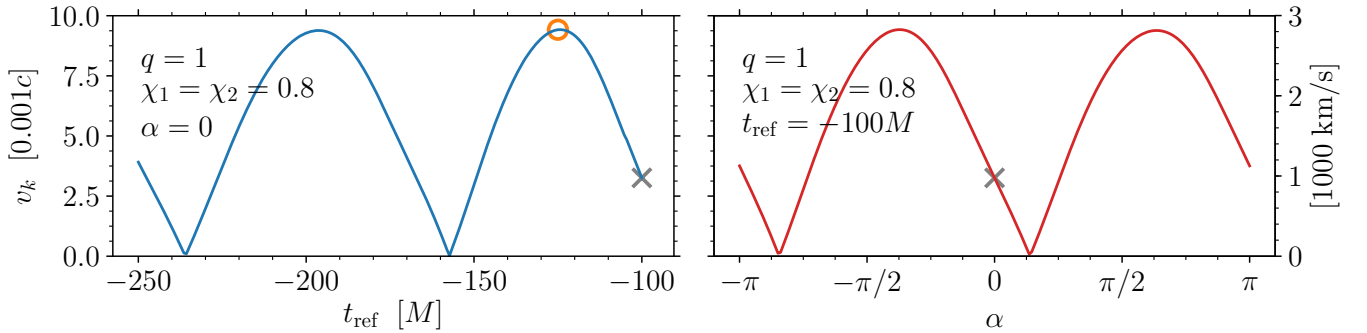 10.0
7.5
5.0
2.5
0.0
v_k [0.001c]
q = 1
χ₁ = χ₂ = 0.8
α = 0
−250
−200
−150
−100
t_ref [M]
q = 1
χ₁ = χ₂ = 0.8
t_ref = −100M
−π
−π/2
0
π/2
π
α
3
2
1
0
[1000 km/s]